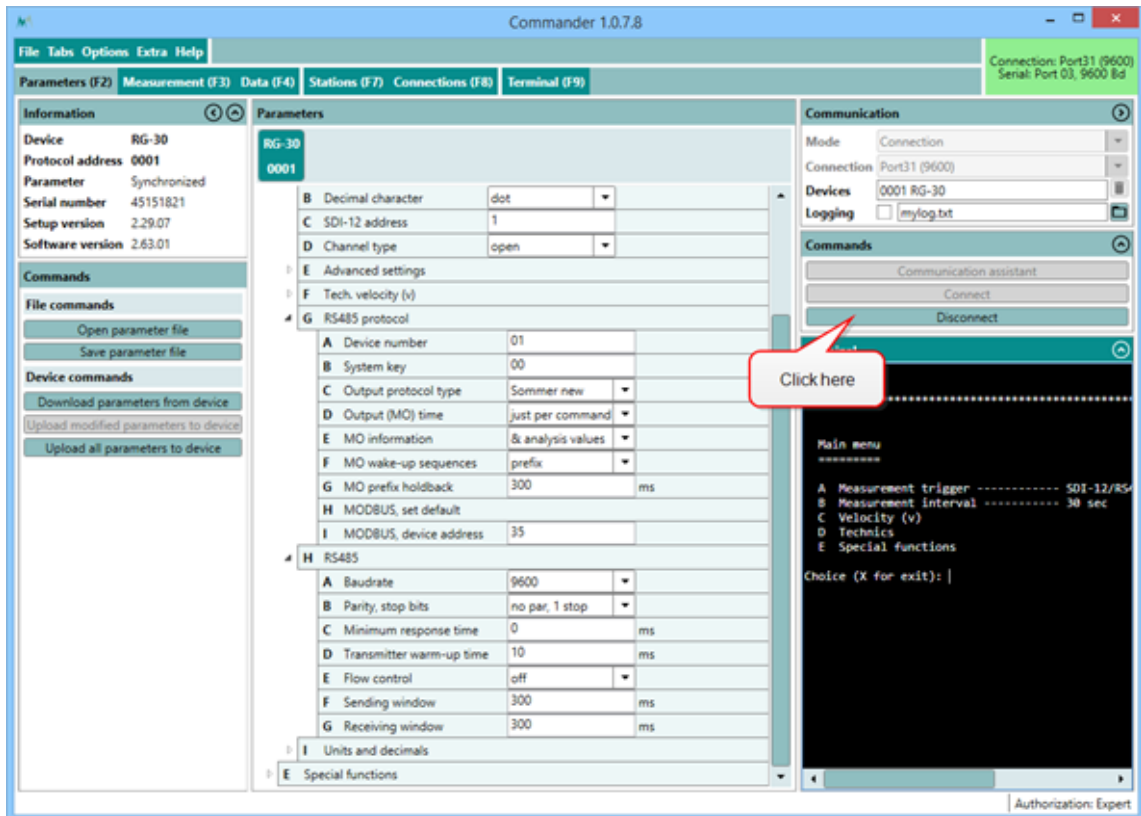 Commander 1.0.7.8
File Tabs Options Extra Help
Connection: Port31 (9600)
Serial: Port 03, 9600 Bd
Parameters (F2) Measurement (F3) Data (F4) Stations (F7) Connections (F8) Terminal (F9)
Information
Device RG-30
Protocol address 0001
Parameter Synchronized
Serial number 45151821
Setup version 2.29.07
Software version 2.63.01
Commands
File commands
Open parameter file
Save parameter file
Device commands
Download parameters from device
Upload modified parameters to device
Upload all parameters to device
Parameters
RG-30
0001
B Decimal character dot
C SDI-12 address 1
D Channel type open
E Advanced settings
F Tech. velocity (v)
G RS485 protocol
A Device number 01
B System key 00
C Output protocol type Sommer new
D Output (MO) time just per command
E MO information & analysis values
F MO wake-up sequences prefix
G MO prefix holdback 300 ms
H MODBUS, set default
I MODBUS, device address 35
H RS485
A Baudrate 9600
B Parity, stop bits no par, 1 stop
C Minimum response time 0 ms
D Transmitter warm-up time 10 ms
E Flow control off
F Sending window 300 ms
G Receiving window 300 ms
I Units and decimals
E Special functions
Communication
Mode Connection
Connection Port31 (9600)
Devices 0001 RG-30
Logging mylog.txt
Commands
Communication assistant
Connect
Disconnect
Click here
****************************************
Main menu
=========
A Measurement trigger ------------ SDI-12/RS4
B Measurement interval ----------- 30 sec
C Velocity (v)
D Technics
E Special functions
Choice (X for exit): |
Authorization: Expert